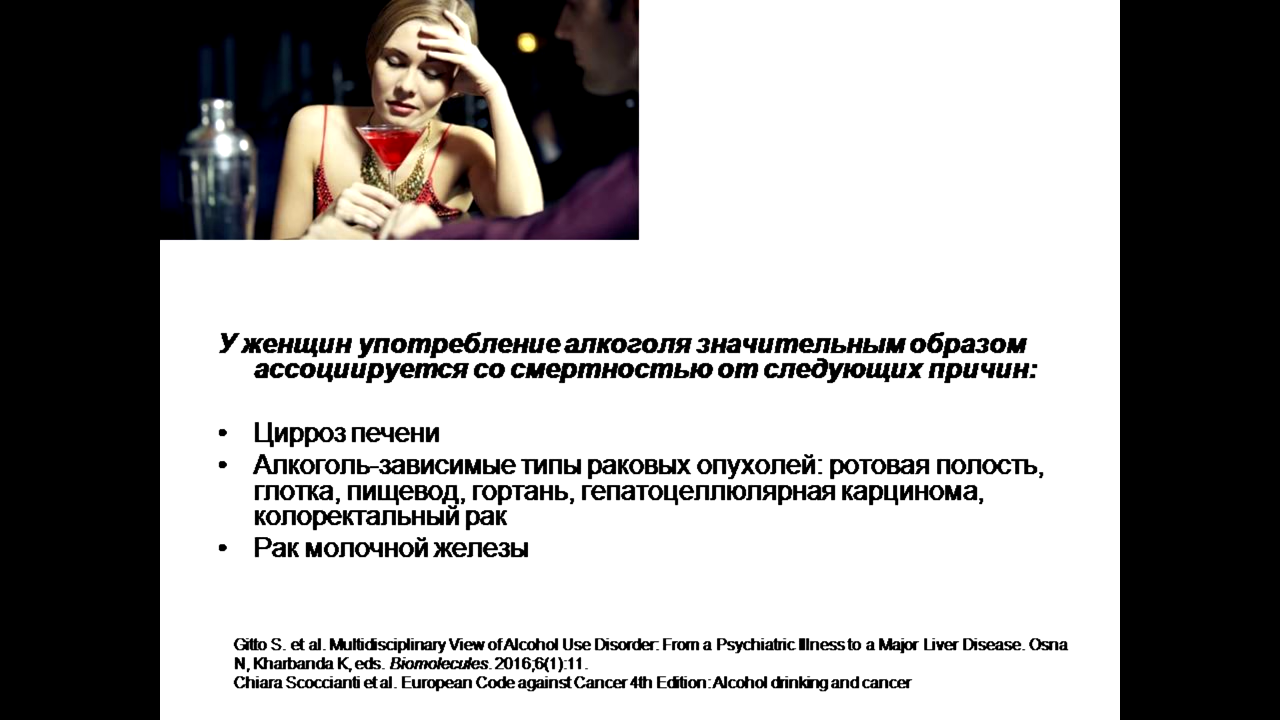 У женщин употребление алкоголя значительным образом
ассоциируется со смертностью от следующих причин:
• Цирроз печени
• Алкоголь-зависимые типы раковых опухолей: ротовая полость,
глотка, пищевод, гортань, гепатоцеллюлярная карцинома,
колоректальный рак
• Рак молочной железы
Gitto S. et al. Multidisciplinary View of Alcohol Use Disorder: From a Psychiatric Illness to a Major Liver Disease. Osna
N, Kharbanda K, eds. Biomolecules. 2016;6(1):11.
Chiara Scoccianti et al. European Code against Cancer 4th Edition: Alcohol drinking and cancer